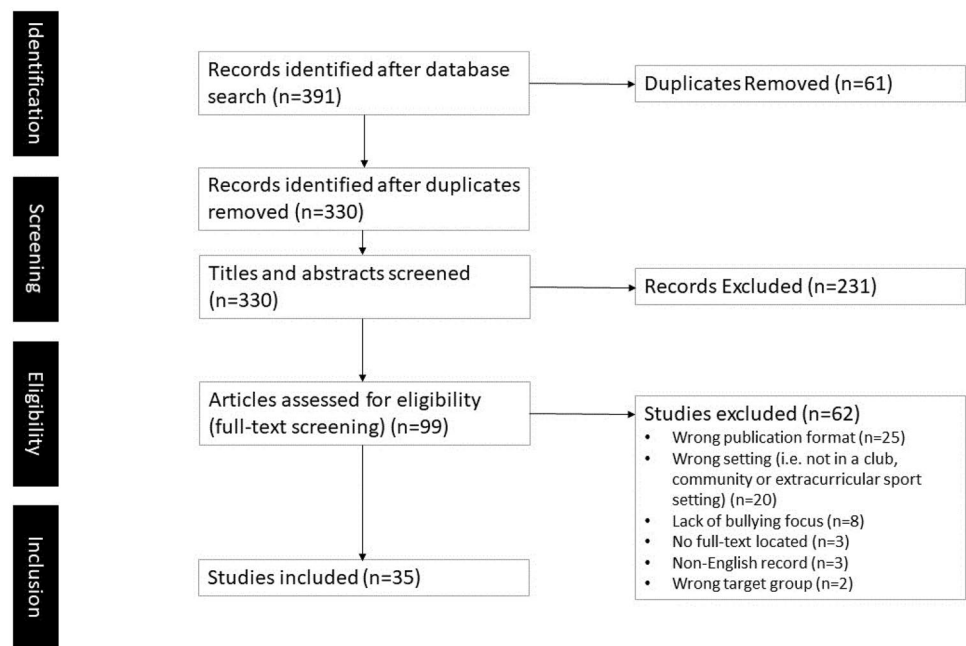 Identification
Records identified after database
search (n=391)
Duplicates Removed (n=61)
Records identified after duplicates
removed (n=330)
Screening
Titles and abstracts screened
(n=330)
Records Excluded (n=231)
Eligibility
Articles assessed for eligibility
(full-text screening) (n=99)
Studies excluded (n=62)
• Wrong publication format (n=25)
• Wrong setting (i.e. not in a club,
community or extracurricular sport
setting) (n=20)
• Lack of bullying focus (n=8)
• No full-text located (n=3)
• Non-English record (n=3)
• Wrong target group (n=2)
Inclusion
Studies included (n=35)